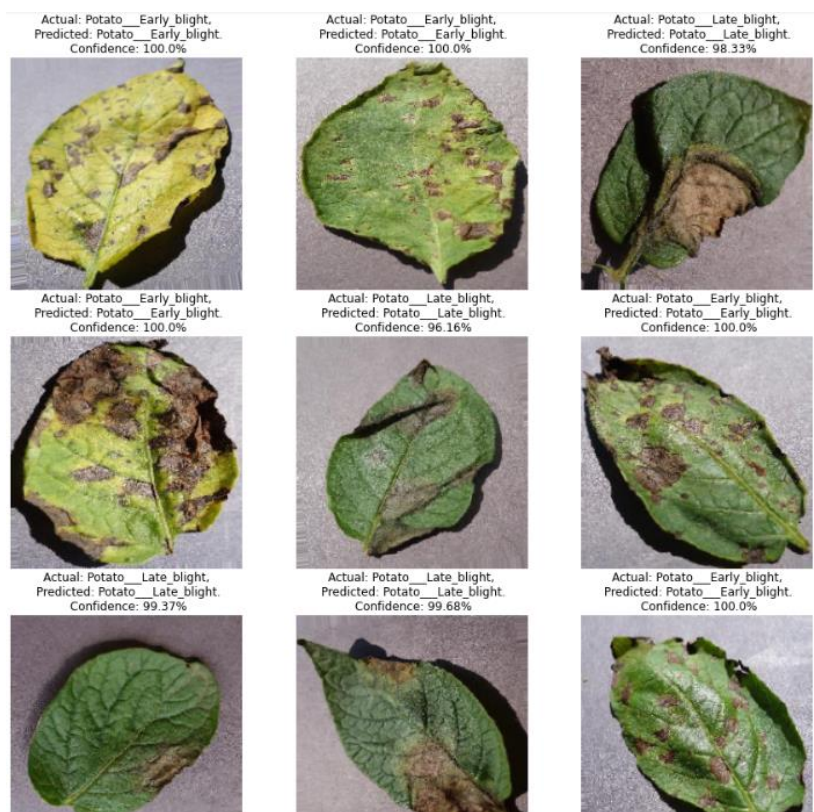 Actual: Potato___Early_blight,
Predicted: Potato___Early_blight.
Confidence: 100.0%
Actual: Potato___Early_blight,
Predicted: Potato___Early_blight.
Confidence: 100.0%
Actual: Potato___Late_blight,
Predicted: Potato___Late_blight.
Confidence: 98.33%
Actual: Potato___Early_blight,
Predicted: Potato___Early_blight.
Confidence: 100.0%
Actual: Potato___Late_blight,
Predicted: Potato___Late_blight.
Confidence: 96.16%
Actual: Potato___Early_blight,
Predicted: Potato___Early_blight.
Confidence: 100.0%
Actual: Potato___Late_blight,
Predicted: Potato___Late_blight.
Confidence: 99.37%
Actual: Potato___Late_blight,
Predicted: Potato___Late_blight.
Confidence: 99.68%
Actual: Potato___Early_blight,
Predicted: Potato___Early_blight.
Confidence: 100.0%